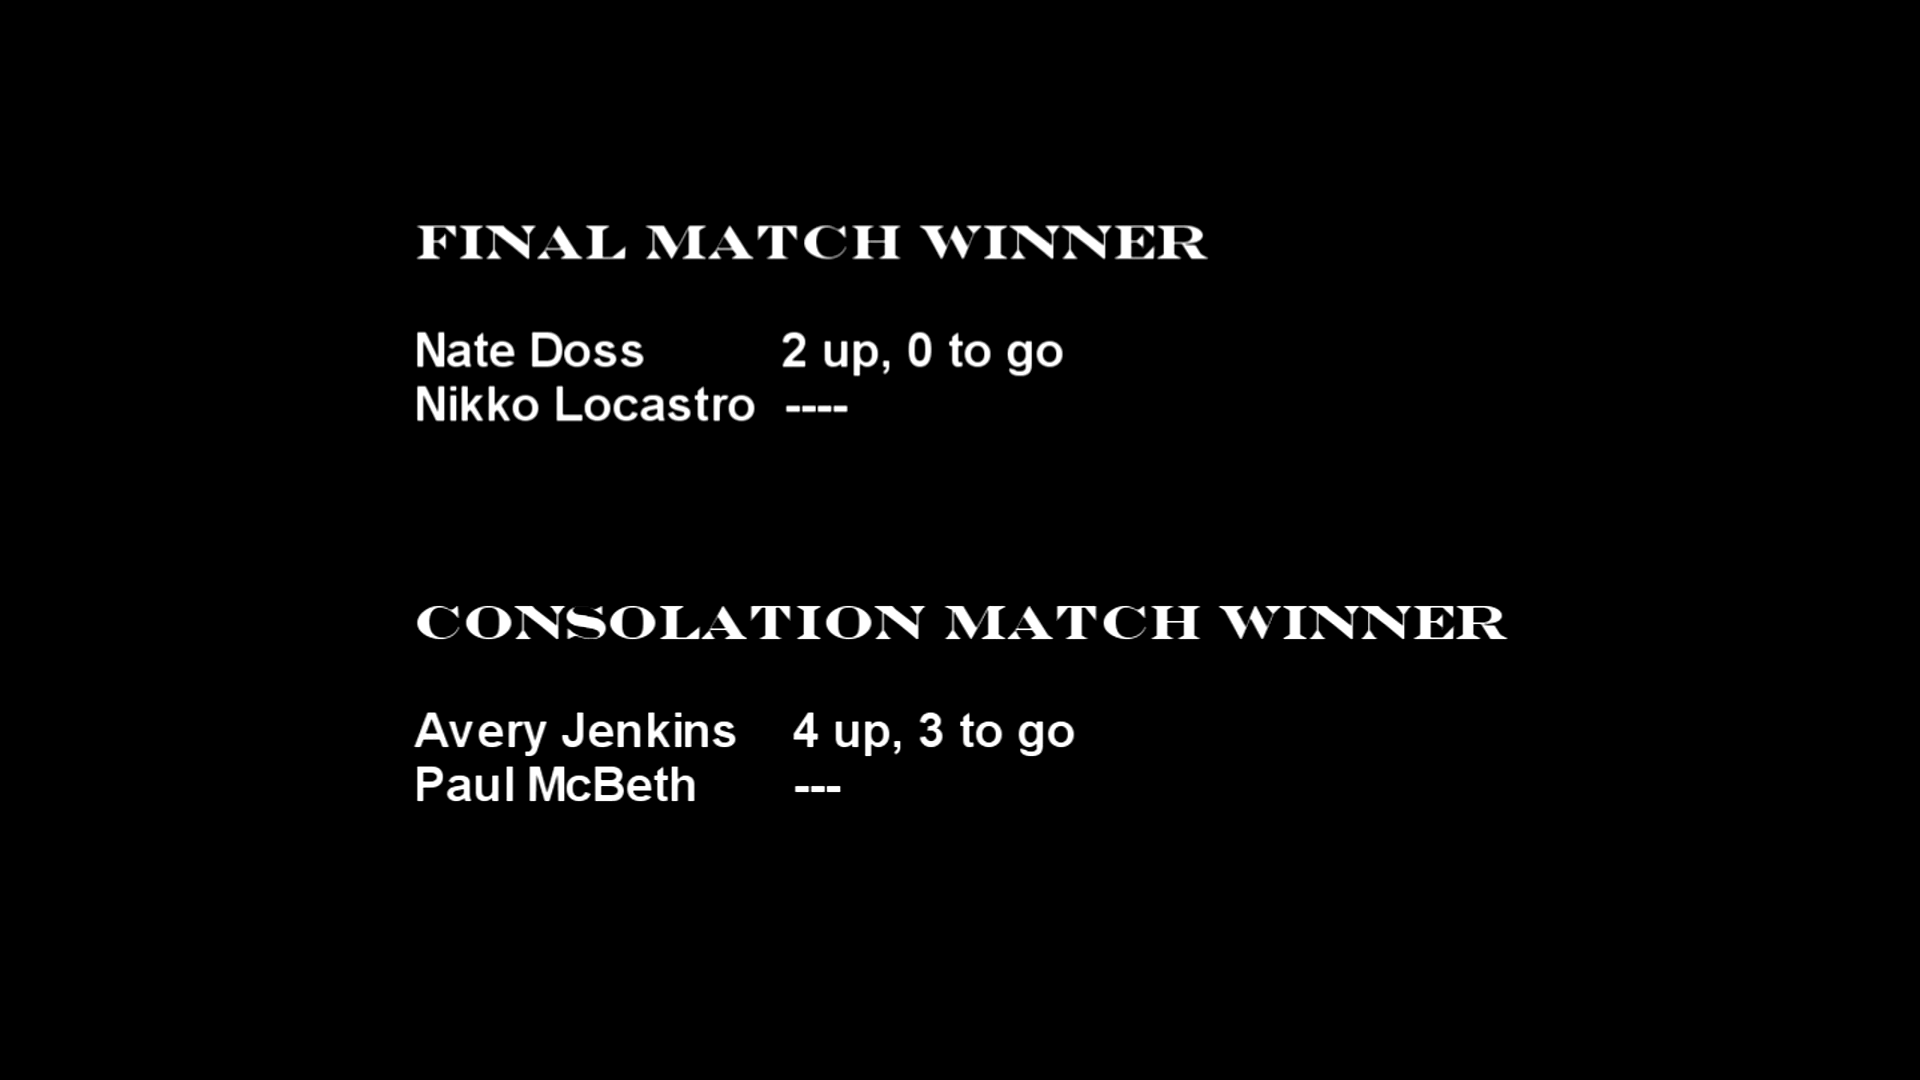 FINAL MATCH WINNER
Nate Doss 2 up, 0 to go
Nikko Locastro ----
CONSOLATION MATCH WINNER
Avery Jenkins 4 up, 3 to go
Paul McBeth ---